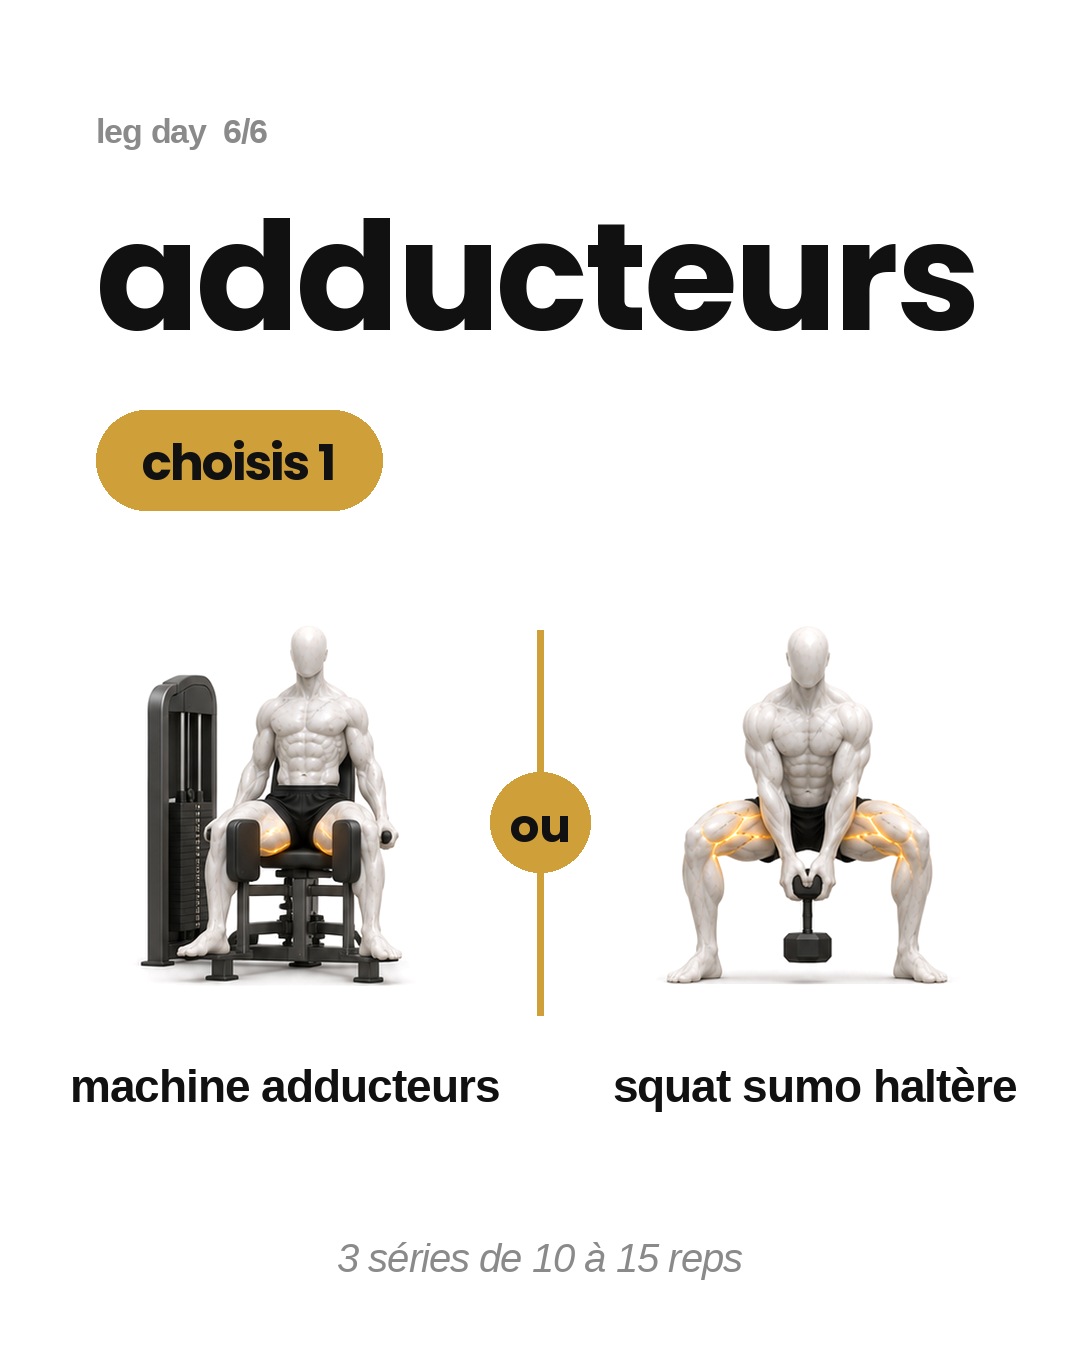 leg day 6/6
adducteurs
choisis 1
ou
machine adducteurs
squat sumo haltère
3 séries de 10 à 15 reps